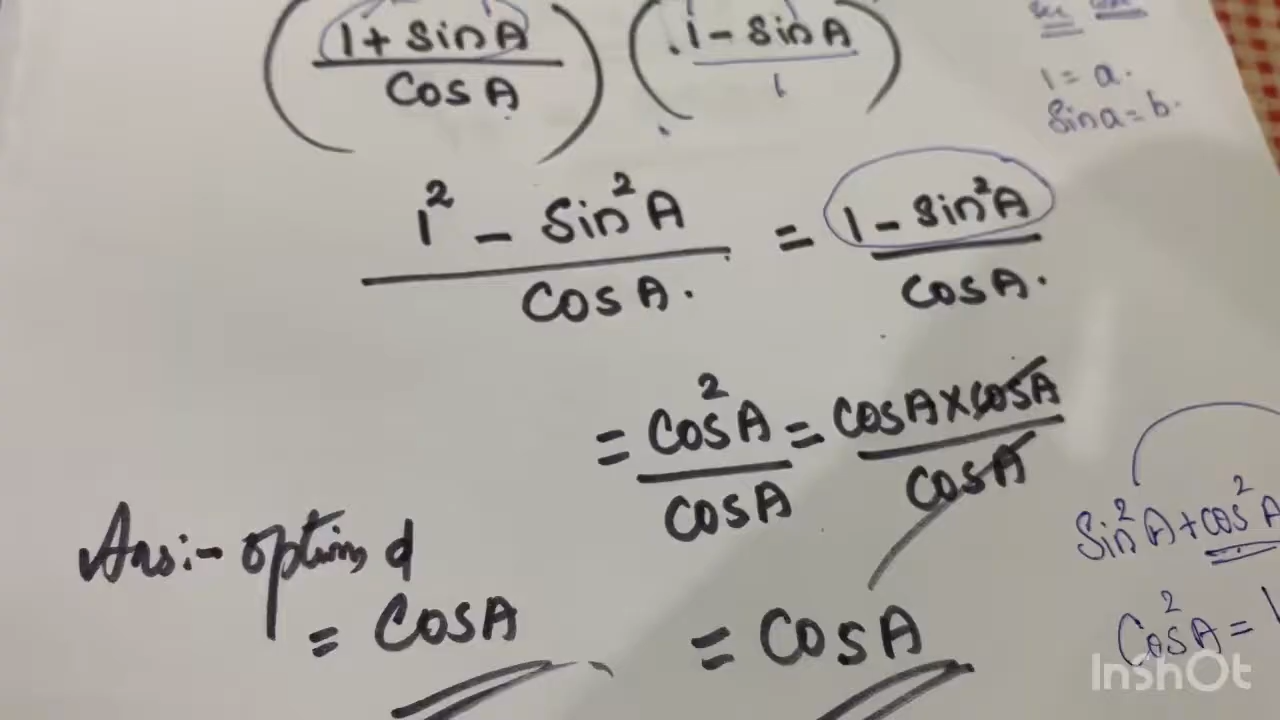 (1 + sinA / cosA) (1 - sinA / 1)
1 = a.
Sina = b.
1² - Sin²A / cosA. = 1 - sin²A / cosA.
= cos²A / cosA = cosA x cosA / cosA
Sin²A + cos²A
Ans:- option d
= cosA
= cosA
Cos²A = 1
InshOt